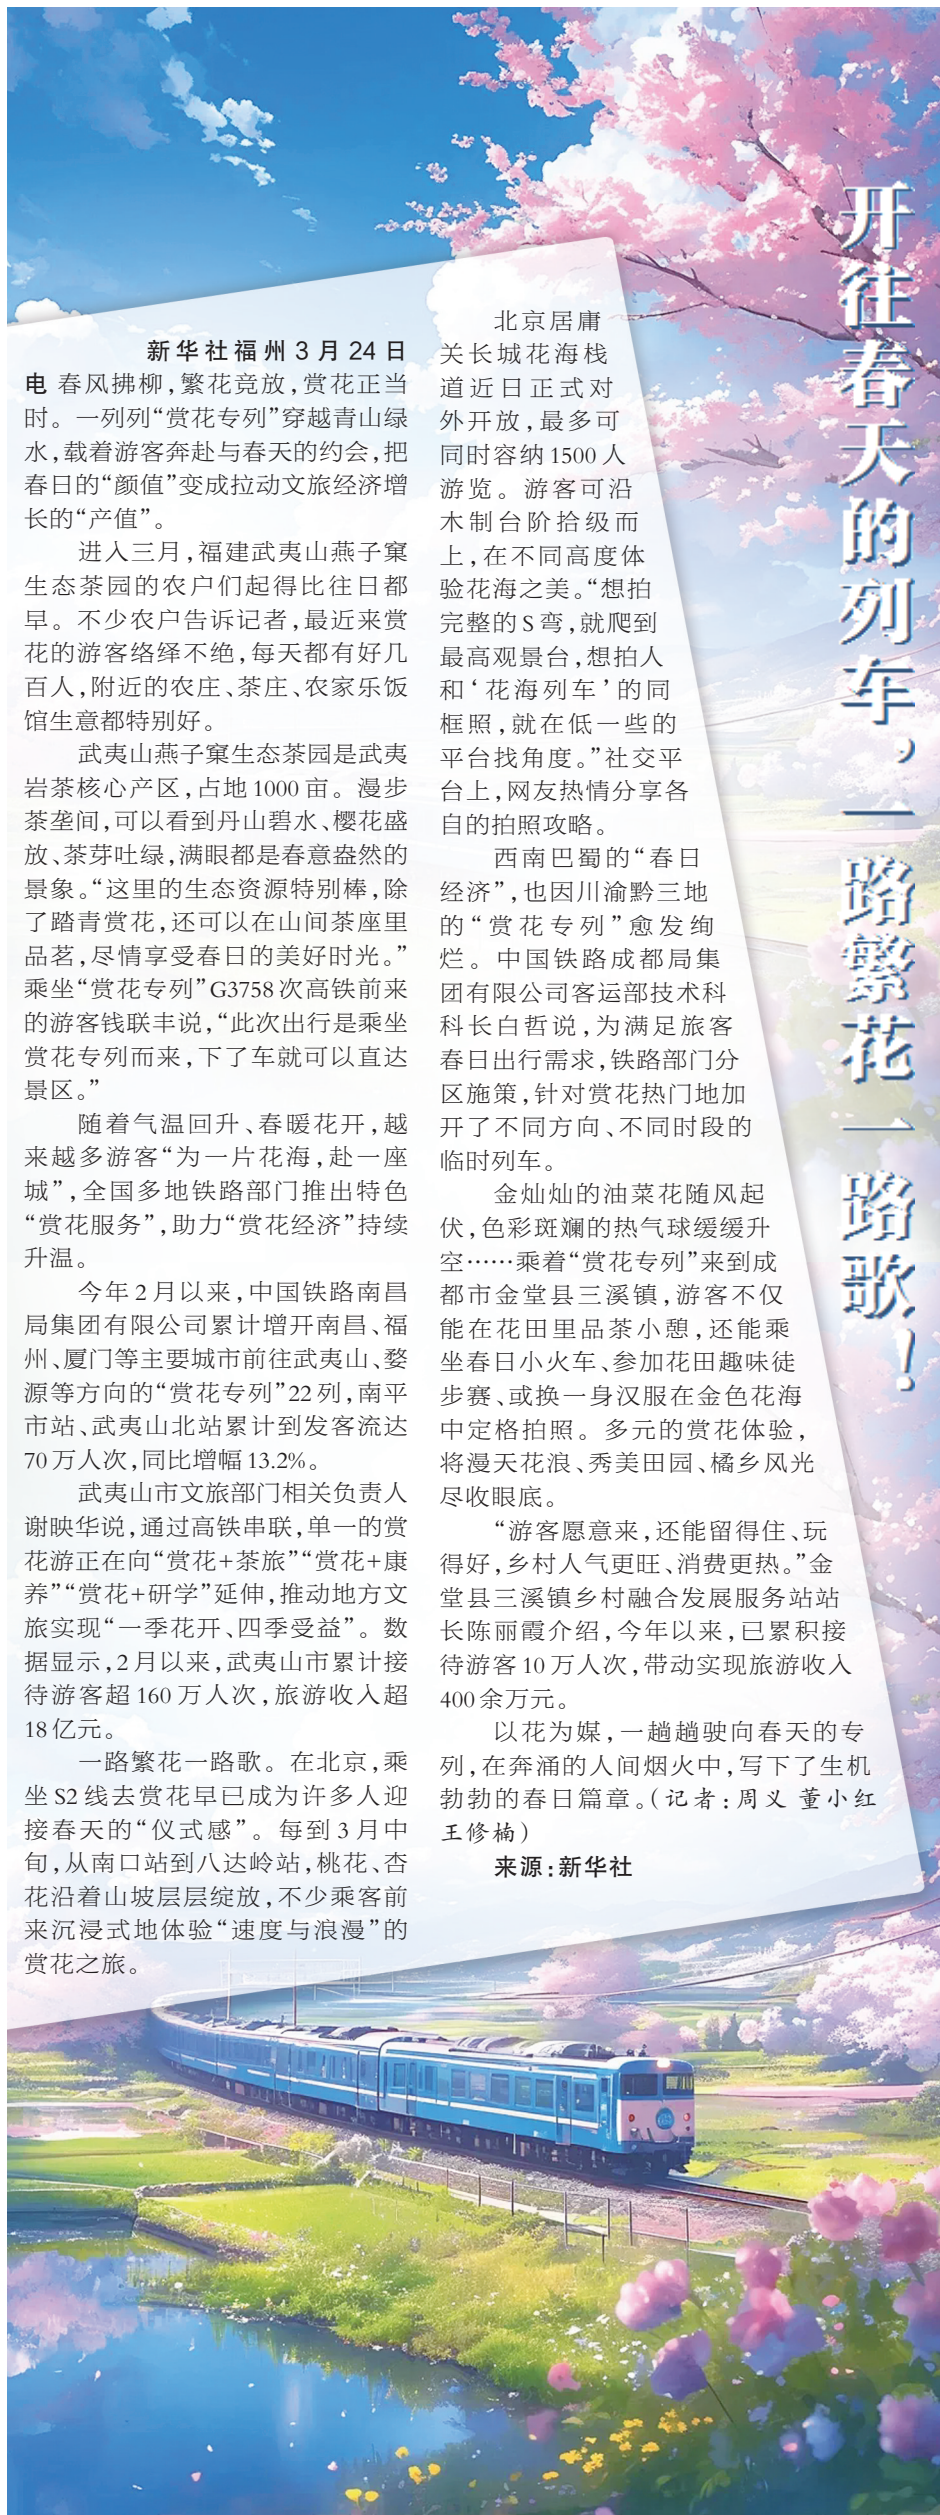 开往春天的列车，一路繁花一路歌！
新华社福州3月24日
电 春风拂柳，繁花竞放，赏花正当
时。一列列“赏花专列”穿越青山绿
水，载着游客奔赴与春天的约会，把
春日的“颜值”变成拉动文旅经济增
长的“产值”。
进入三月，福建武夷山燕子窠
生态茶园的农户们起得比往日都
早。不少农户告诉记者，最近来赏
花的游客络绎不绝，每天都有好几
百人，附近的农庄、茶庄、农家乐饭
馆生意都特别好。
武夷山燕子窠生态茶园是武夷
岩茶核心产区，占地1000亩。漫步
茶垄间，可以看到丹山碧水、樱花盛
放、茶芽吐绿，满眼都是春意盎然的
景象。“这里的生态资源特别棒，除
了踏青赏花，还可以在山间茶座里
品茗，尽情享受春日的美好时光。”
乘坐“赏花专列”G3758次高铁前来
的游客钱联丰说，“此次出行是乘坐
赏花专列而来，下了车就可以直达
景区。”
随着气温回升、春暖花开，越
来越多游客“为一片花海，赴一座
城”，全国多地铁路部门推出特色
“赏花服务”，助力“赏花经济”持续
升温。
今年2月以来，中国铁路南昌
局集团有限公司累计增开南昌、福
州、厦门等主要城市前往武夷山、婺
源等方向的“赏花专列”22列，南平
市站、武夷山北站累计到发客流达
70万人次，同比增幅13.2%。
武夷山市文旅部门相关负责人
谢映华说，通过高铁串联，单一的赏
花游正在向“赏花+茶旅”“赏花+康
养”“赏花+研学”延伸，推动地方文
旅实现“一季花开、四季受益”。数
据显示，2月以来，武夷山市累计接
待游客超160万人次，旅游收入超
18亿元。
一路繁花一路歌。在北京，乘
坐S2线去赏花早已成为许多人迎
接春天的“仪式感”。每到3月中
旬，从南口站到八达岭站，桃花、杏
花沿着山坡层层绽放，不少乘客前
来沉浸式地体验“速度与浪漫”的
赏花之旅。
北京居庸
关长城花海栈
道近日正式对
外开放，最多可
同时容纳1500人
游览。游客可沿
木制台阶拾级而
上，在不同高度体
验花海之美。“想拍
完整的S弯，就爬到
最高观景台，想拍人
和‘花海列车’的同
框照，就在低一些的
平台找角度。”社交平
台上，网友热情分享各
自的拍照攻略。
西南巴蜀的“春日
经济”，也因川渝黔三地
的“赏花专列”愈发绚
烂。中国铁路成都局集
团有限公司客运部技术科
科长白哲说，为满足旅客
春日出行需求，铁路部门分
区施策，针对赏花热门地加
开了不同方向、不同时段的
临时列车。
金灿灿的油菜花随风起
伏，色彩斑斓的热气球缓缓升
空……乘着“赏花专列”来到成
都市金堂县三溪镇，游客不仅
能在花田里品茶小憩，还能乘
坐春日小火车、参加花田趣味徒
步赛、或换一身汉服在金色花海
中定格拍照。多元的赏花体验，
将漫天花浪、秀美田园、橘乡风光
尽收眼底。
“游客愿意来，还能留得住、玩
得好，乡村人气更旺、消费更热。”金
堂县三溪镇乡村融合发展服务站站
长陈丽霞介绍，今年以来，已累积接
待游客10万人次，带动实现旅游收入
400余万元。
以花为媒，一趟趟驶向春天的专
列，在奔涌的人间烟火中，写下了生机
勃勃的春日篇章。（记者：周义 董小红
王修楠）
来源：新华社